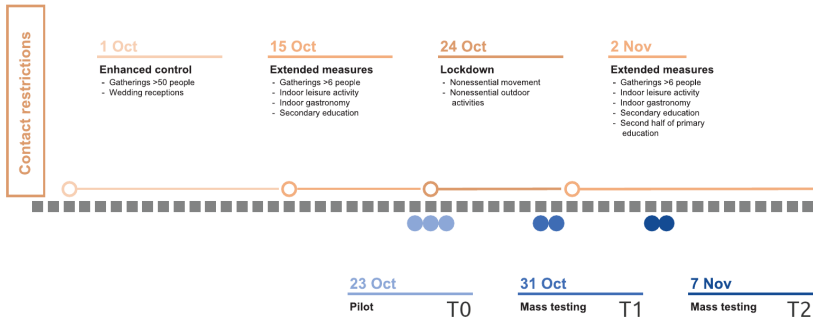 Contact restrictions
1 Oct
Enhanced control
- Gatherings >50 people
- Wedding receptions
15 Oct
Extended measures
- Gatherings >6 people
- Indoor leisure activity
- Indoor gastronomy
- Secondary education
24 Oct
Lockdown
- Nonessential movement
- Nonessential outdoor
activities
2 Nov
Extended measures
- Gatherings >6 people
- Indoor leisure activity
- Indoor gastronomy
- Secondary education
- Second half of primary
education
23 Oct
Pilot T0
31 Oct
Mass testing T1
7 Nov
Mass testing T2